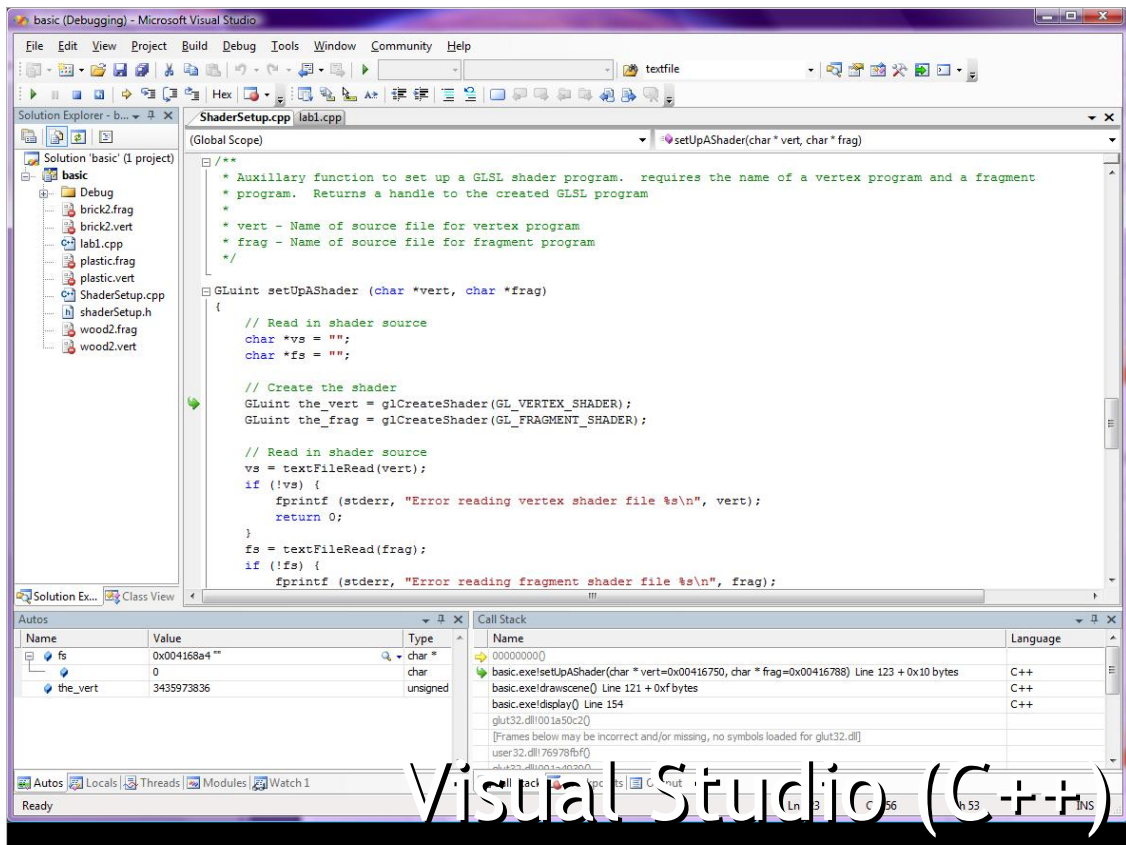 basic (Debugging) - Microsoft Visual Studio
File Edit View Project Build Debug Tools Window Community Help
textfile
Hex
Solution Explorer - b...
ShaderSetup.cpp lab1.cpp
(Global Scope) setUpAShader(char * vert, char * frag)
Solution 'basic' (1 project)
basic
Debug
brick2.frag
brick2.vert
lab1.cpp
plastic.frag
plastic.vert
ShaderSetup.cpp
shaderSetup.h
wood2.frag
wood2.vert
Solution Ex... Class View
/**
* Auxillary function to set up a GLSL shader program.  requires the name of a vertex program and a fragment
* program.  Returns a handle to the created GLSL program
*
* vert - Name of source file for vertex program
* frag - Name of source file for fragment program
*/
GLuint setUpAShader (char *vert, char *frag)
{
// Read in shader source
char *vs = "";
char *fs = "";
// Create the shader
GLuint the_vert = glCreateShader(GL_VERTEX_SHADER);
GLuint the_frag = glCreateShader(GL_FRAGMENT_SHADER);
// Read in shader source
vs = textFileRead(vert);
if (!vs) {
fprintf (stderr, "Error reading vertex shader file %s\n", vert);
return 0;
}
fs = textFileRead(frag);
if (!fs) {
fprintf (stderr, "Error reading fragment shader file %s\n", frag);
Autos
Name Value Type
fs 0x004168a4 "" char *
0 char
the_vert 3435973836 unsigned
Autos Locals Threads Modules Watch 1
Call Stack
Name Language
00000000()
basic.exe!setUpAShader(char * vert=0x00416750, char * frag=0x00416788) Line 123 + 0x10 bytes C++
basic.exe!drawscene() Line 121 + 0xf bytes C++
basic.exe!display() Line 154 C++
glut32.dll!001a50c2()
[Frames below may be incorrect and/or missing, no symbols loaded for glut32.dll]
user32.dll!76978fbf()
Ready INS
Visual Studio (C++)